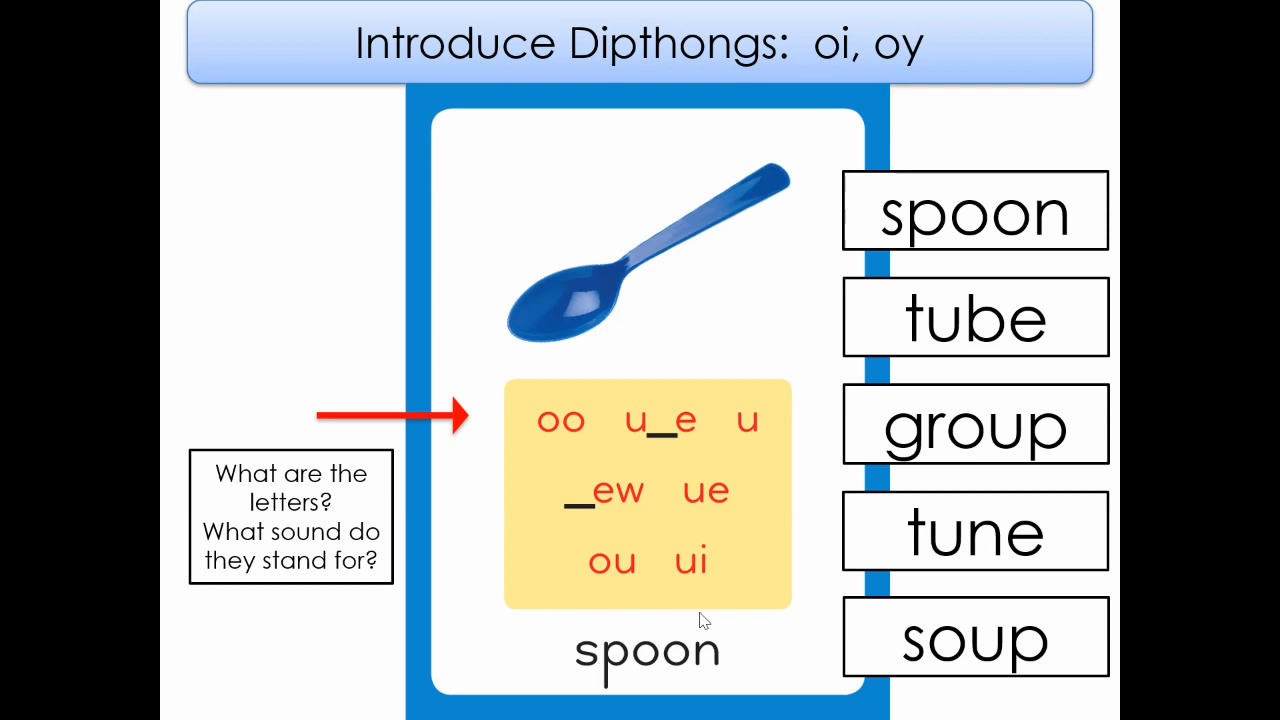 Introduce Dipthongs: oi, oy
What are the
letters?
What sound do
they stand for?
oo u_e u
_ew ue
ou ui
spoon
spoon
tube
group
tune
soup